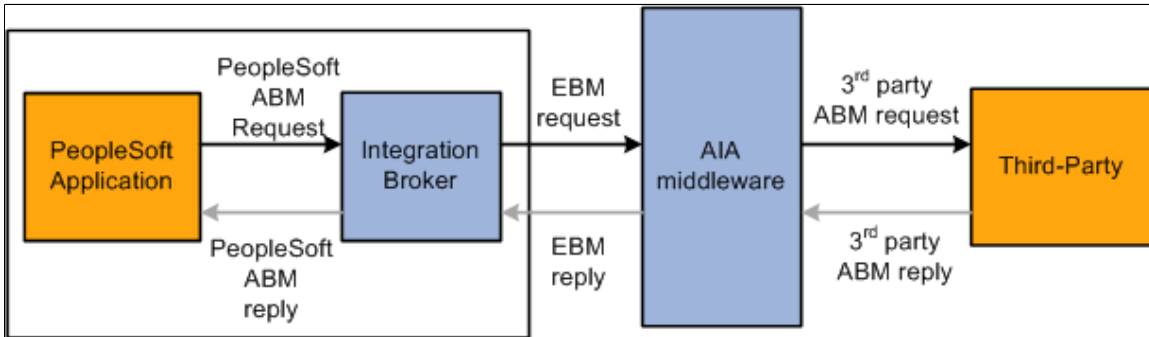 PeopleSoft
ABM
Request
EBM
request
3rd party
ABM request
PeopleSoft
Application
Integration
Broker
AIA
middleware
Third-Party
PeopleSoft
ABM
reply
EBM
reply
3rd party
ABM reply